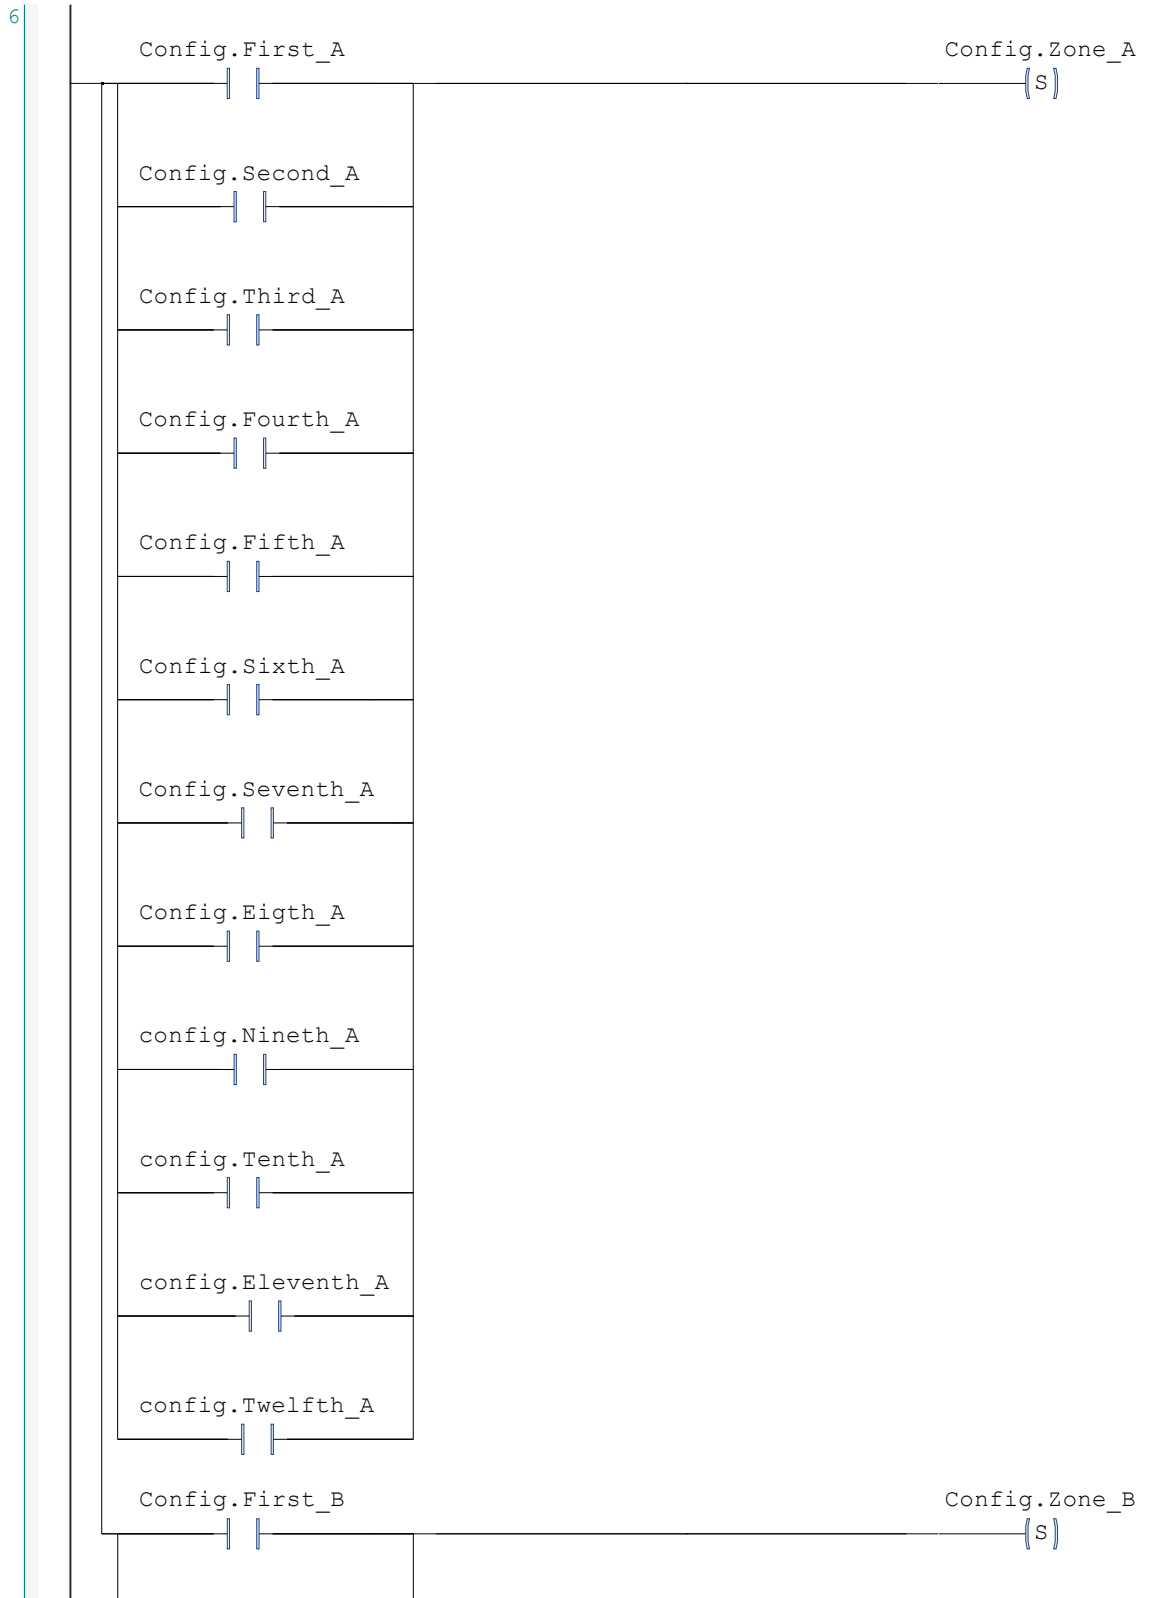 6
Config.First_A Config.Zone_A
S
Config.Second_A
Config.Third_A
Config.Fourth_A
Config.Fifth_A
Config.Sixth_A
Config.Seventh_A
Config.Eigth_A
config.Nineth_A
config.Tenth_A
config.Eleventh_A
config.Twelfth_A
Config.First_B Config.Zone_B
S